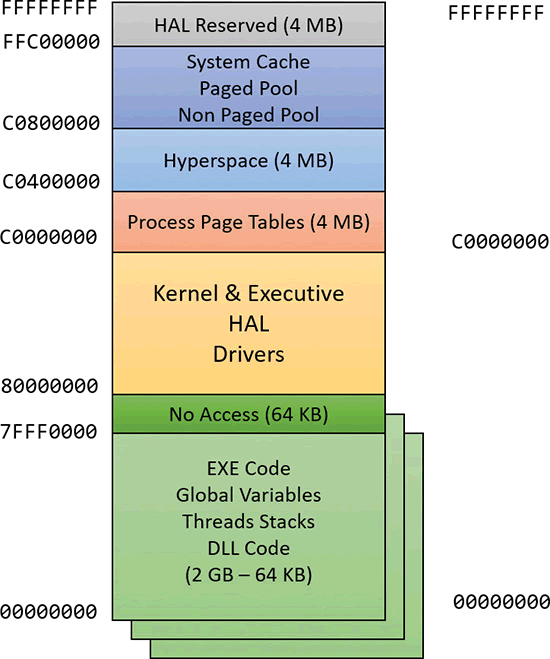 FFFFFFFF
HAL Reserved (4 MB)
FFFFFFFF
FFC00000
System Cache
Paged Pool
Non Paged Pool
C0800000
Hyperspace (4 MB)
C0400000
Process Page Tables (4 MB)
C0000000
C0000000
Kernel & Executive
HAL
Drivers
80000000
No Access (64 KB)
7FFF0000
EXE Code
Global Variables
Threads Stacks
DLL Code
(2 GB – 64 KB)
00000000
00000000